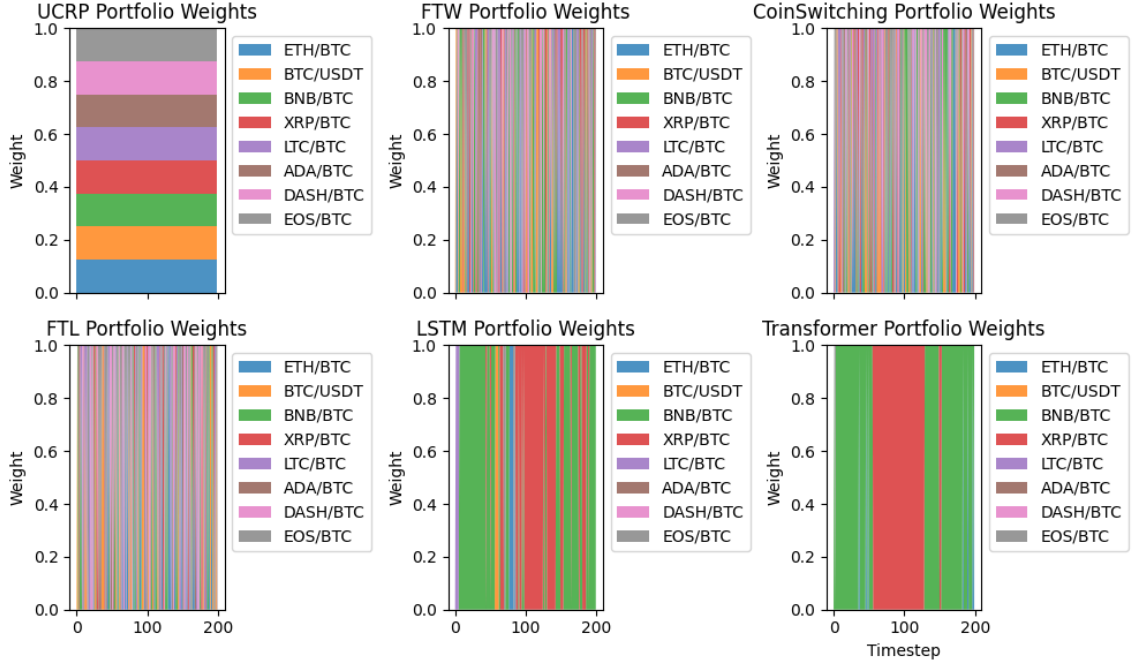 UCRP Portfolio Weights
1.0
0.8
0.6
0.4
0.2
0.0
Weight
ETH/BTC
BTC/USDT
BNB/BTC
XRP/BTC
LTC/BTC
ADA/BTC
DASH/BTC
EOS/BTC
FTW Portfolio Weights
1.0
0.8
0.6
0.4
0.2
0.0
Weight
ETH/BTC
BTC/USDT
BNB/BTC
XRP/BTC
LTC/BTC
ADA/BTC
DASH/BTC
EOS/BTC
CoinSwitching Portfolio Weights
1.0
0.8
0.6
0.4
0.2
0.0
Weight
ETH/BTC
BTC/USDT
BNB/BTC
XRP/BTC
LTC/BTC
ADA/BTC
DASH/BTC
EOS/BTC
FTL Portfolio Weights
1.0
0.8
0.6
0.4
0.2
0.0
Weight
0 100 200
ETH/BTC
BTC/USDT
BNB/BTC
XRP/BTC
LTC/BTC
ADA/BTC
DASH/BTC
EOS/BTC
LSTM Portfolio Weights
1.0
0.8
0.6
0.4
0.2
0.0
Weight
0 100 200
ETH/BTC
BTC/USDT
BNB/BTC
XRP/BTC
LTC/BTC
ADA/BTC
DASH/BTC
EOS/BTC
Transformer Portfolio Weights
1.0
0.8
0.6
0.4
0.2
0.0
Weight
0 100 200
Timestep
ETH/BTC
BTC/USDT
BNB/BTC
XRP/BTC
LTC/BTC
ADA/BTC
DASH/BTC
EOS/BTC